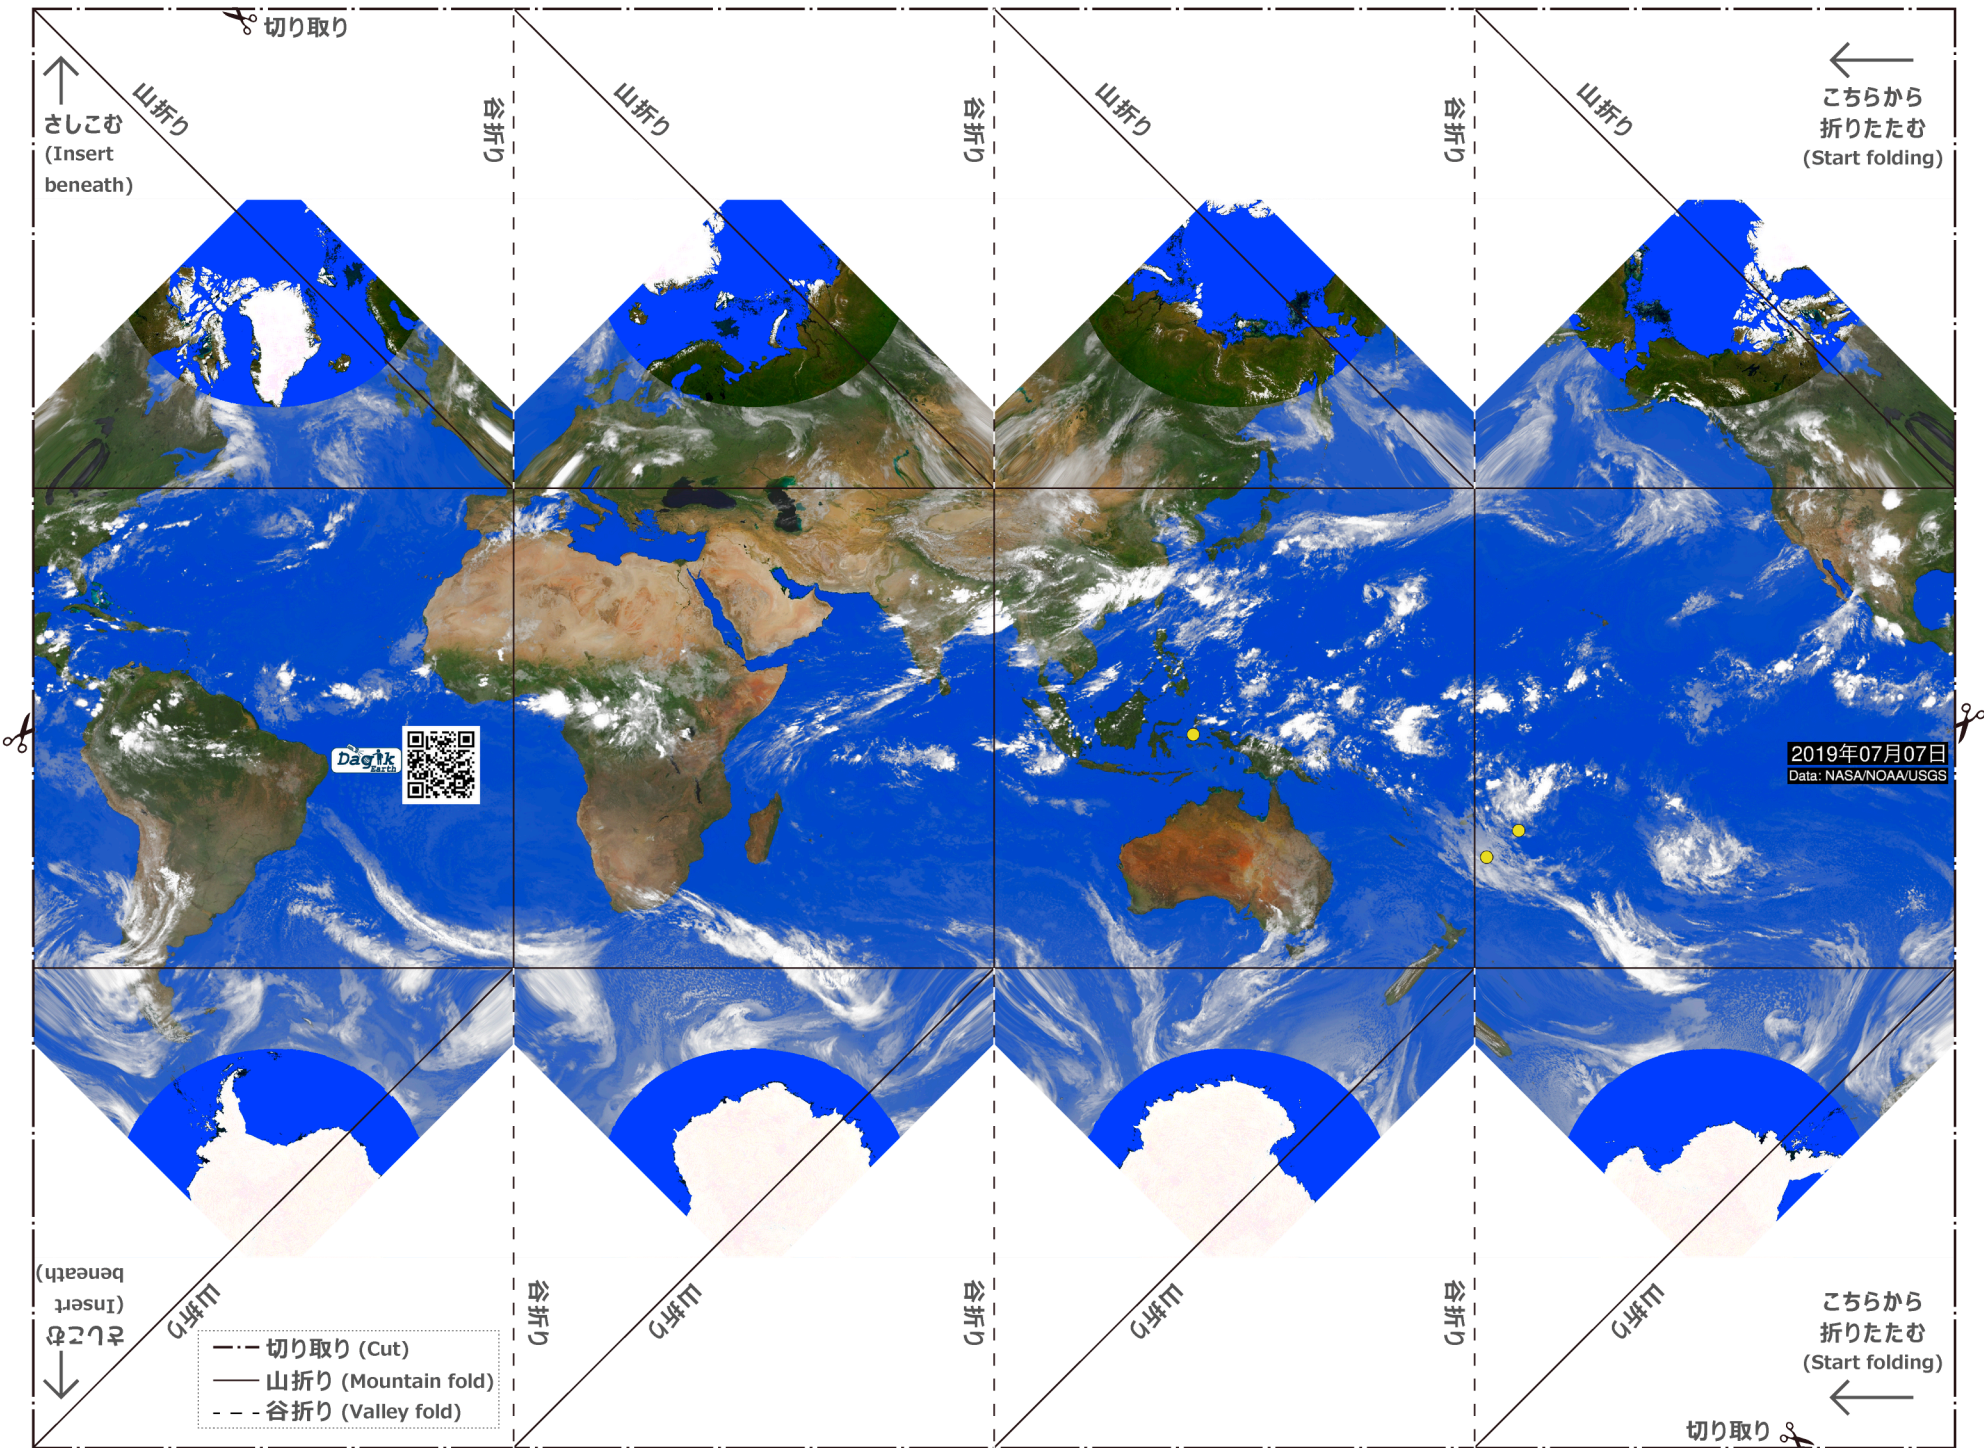 切り取り
山折り
谷折り
山折り
谷折り
山折り
谷折り
山折り
さしこむ
(Insert
beneath)
こちらから
折りたたむ
(Start folding)
Dagik
Earth
2019年07月07日
Data: NASA/NOAA/USGS
さしこむ
(Insert
beneath)
山折り
谷折り
山折り
谷折り
山折り
谷折り
山折り
切り取り (Cut)
山折り (Mountain fold)
谷折り (Valley fold)
こちらから
折りたたむ
(Start folding)
切り取り